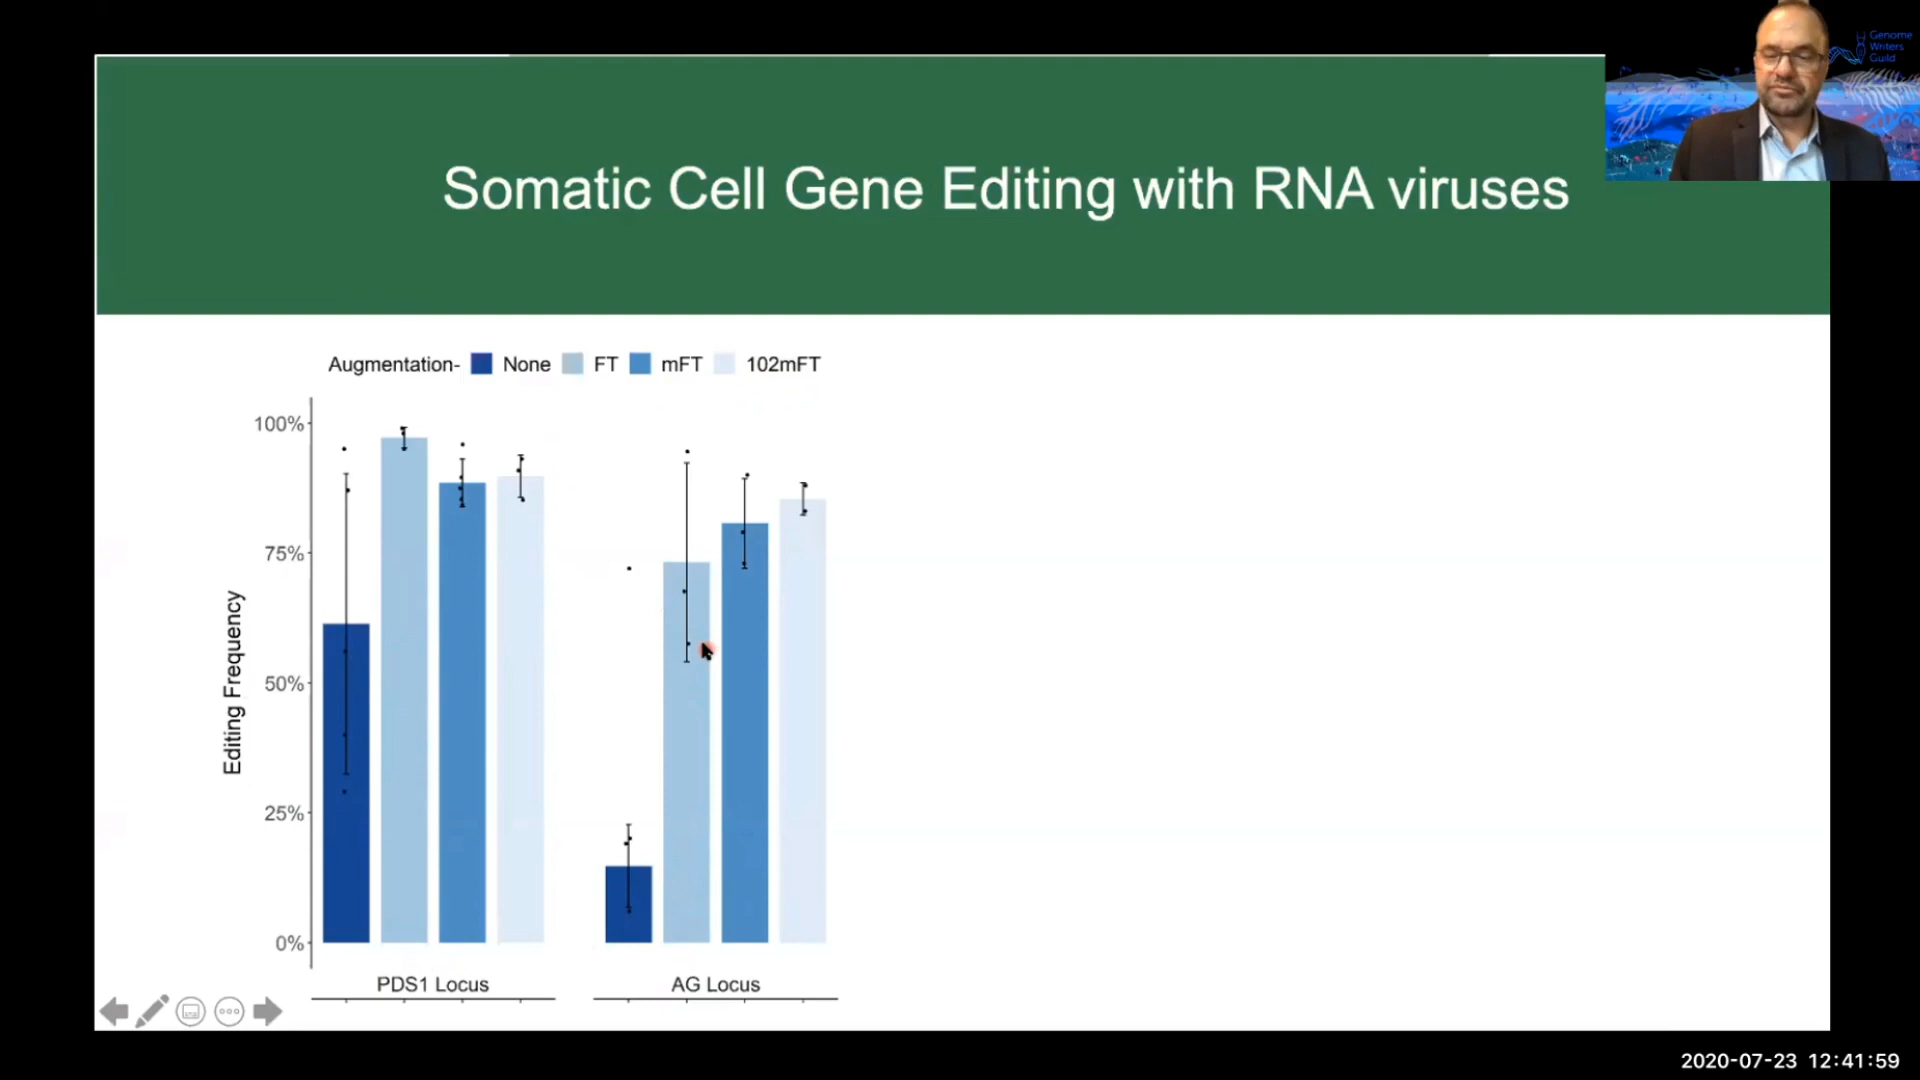 Genome
Writers
Guild
Somatic Cell Gene Editing with RNA viruses
Augmentation- None FT mFT 102mFT
100%
75%
50%
25%
0%
Editing Frequency
PDS1 Locus
AG Locus
2020-07-23 12:41:59